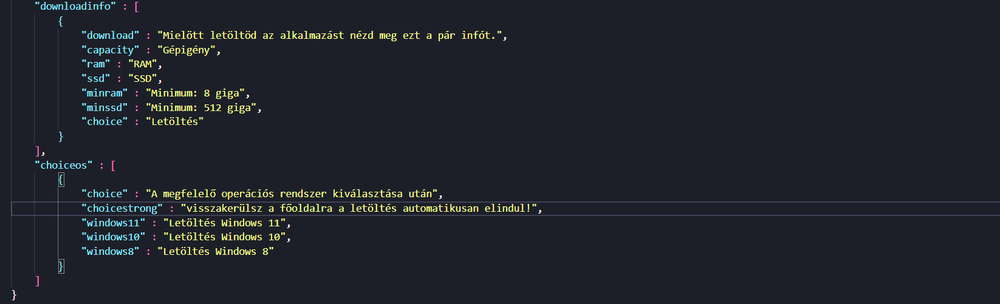 "downloadinfo" : [
{
"download" : "Mielött letöltöd az alkalmazást nézd meg ezt a pár infót.",
"capacity" : "Gépigény",
"ram" : "RAM",
"ssd" : "SSD",
"minram" : "Minimum: 8 giga",
"minssd" : "Minimum: 512 giga",
"choice" : "Letöltés"
}
],
"choiceos" : [
{
"choice" : "A megfelelő operációs rendszer kiválasztása után",
"choicestrong" : "visszakerülsz a főoldalra a letöltés automatikusan elindul!",
"windows11" : "Letöltés Windows 11",
"windows10" : "Letöltés Windows 10",
"windows8" : "Letöltés Windows 8"
}
]
}